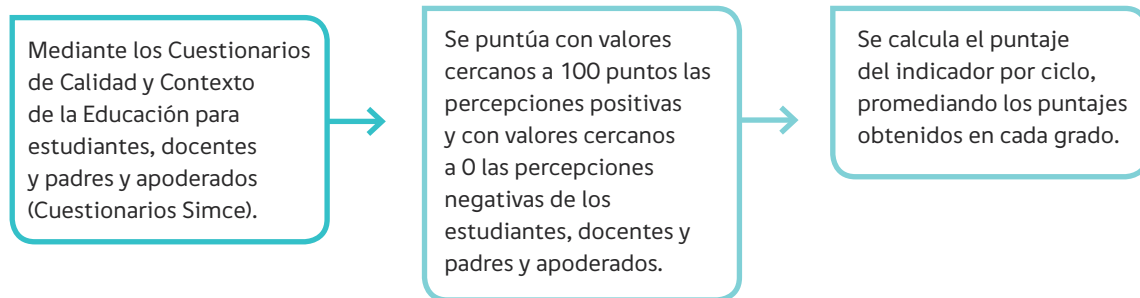 Mediante los Cuestionarios
de Calidad y Contexto
de la Educación para
estudiantes, docentes
y padres y apoderados
(Cuestionarios Simce).
Se puntúa con valores
cercanos a 100 puntos las
percepciones positivas
y con valores cercanos
a 0 las percepciones
negativas de los
estudiantes, docentes y
padres y apoderados.
Se calcula el puntaje
del indicador por ciclo,
promediando los puntajes
obtenidos en cada grado.